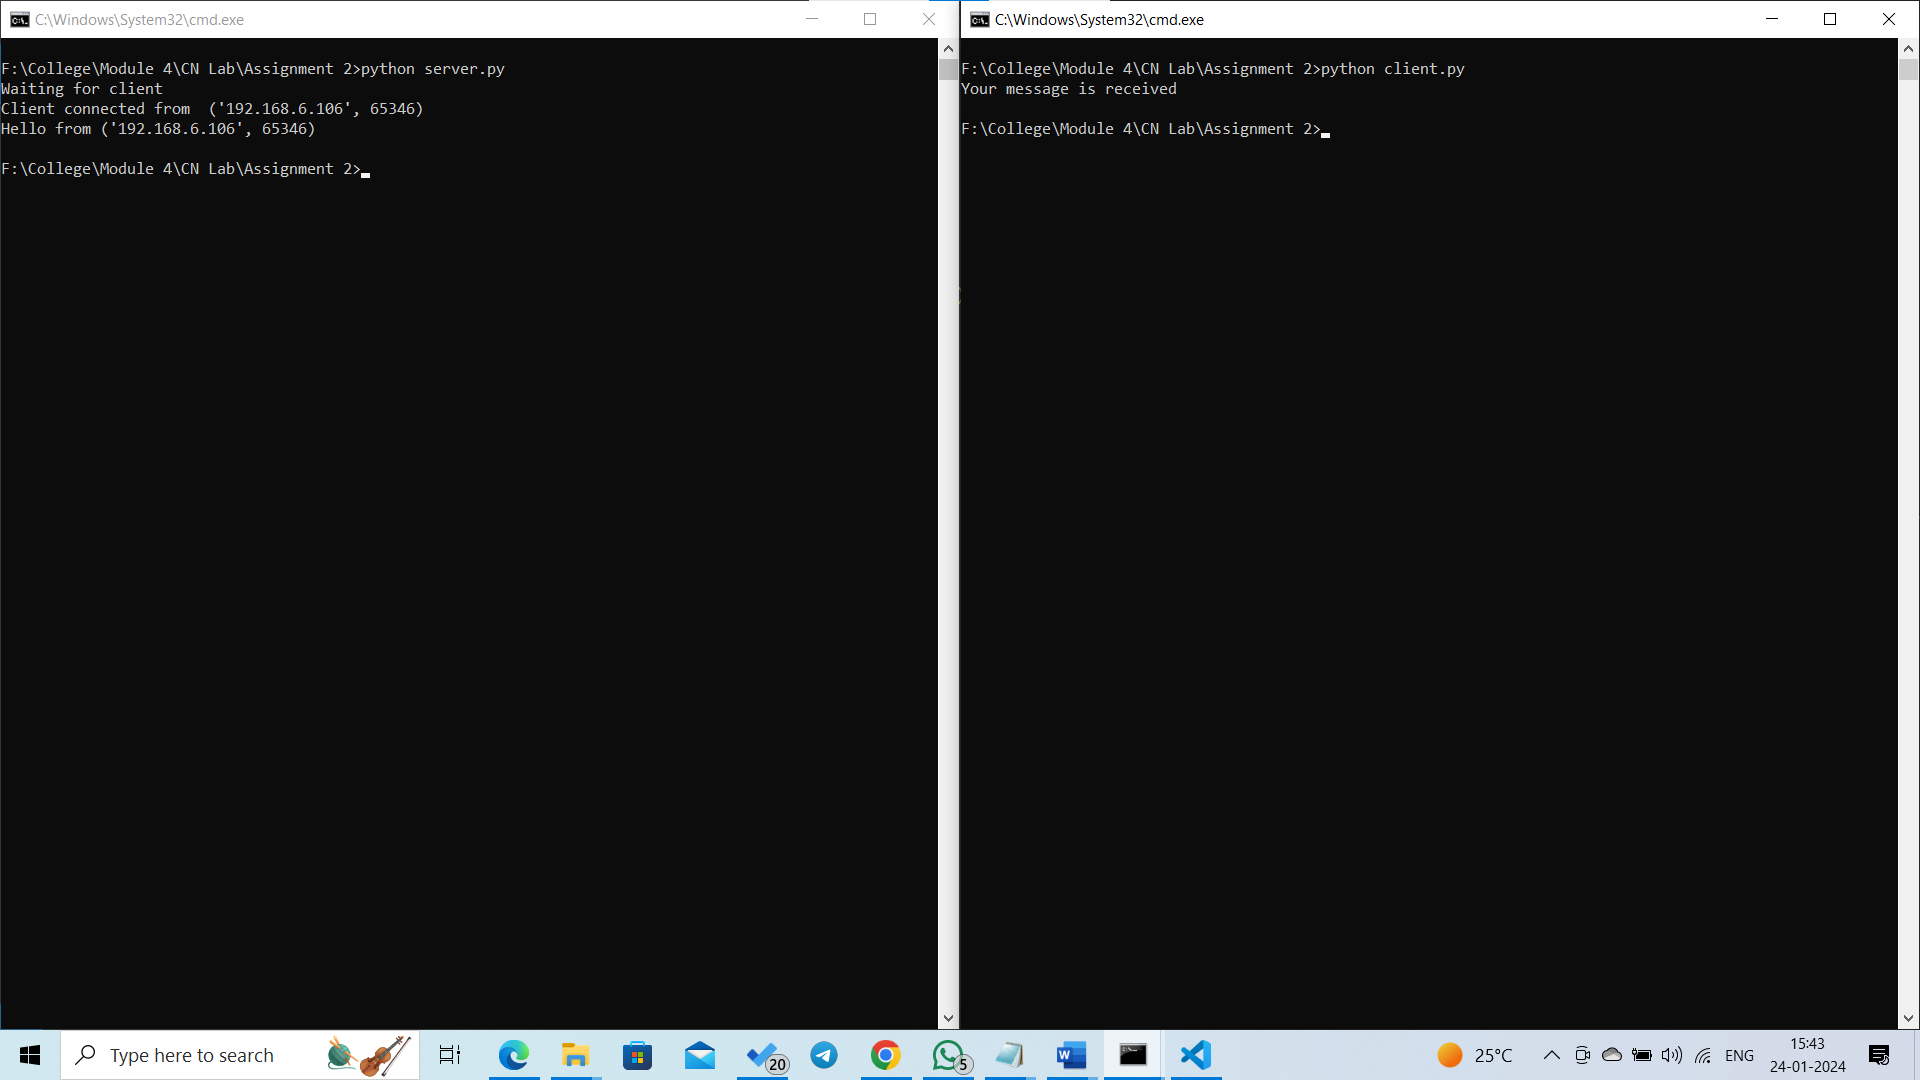 C:\Windows\System32\cmd.exe
F:\College\Module 4\CN Lab\Assignment 2>python server.py
Waiting for client
Client connected from  ('192.168.6.106', 65346)
Hello from ('192.168.6.106', 65346)
F:\College\Module 4\CN Lab\Assignment 2>
C:\Windows\System32\cmd.exe
F:\College\Module 4\CN Lab\Assignment 2>python client.py
Your message is received
F:\College\Module 4\CN Lab\Assignment 2>
Type here to search
20
5
25°C
ENG
15:43
24-01-2024